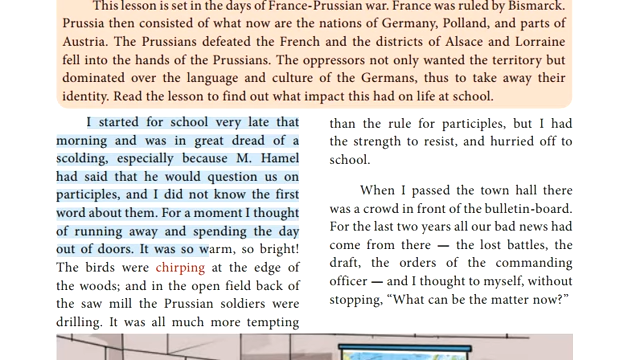 This lesson is set in the days of France-Prussian war. France was ruled by Bismarck.
Prussia then consisted of what now are the nations of Germany, Polland, and parts of
Austria. The Prussians defeated the French and the districts of Alsace and Lorraine
fell into the hands of the Prussians. The oppressors not only wanted the territory but
dominated over the language and culture of the Germans, thus to take away their
identity. Read the lesson to find out what impact this had on life at school.
I started for school very late that
morning and was in great dread of a
scolding, especially because M. Hamel
had said that he would question us on
participles, and I did not know the first
word about them. For a moment I thought
of running away and spending the day
out of doors. It was so warm, so bright!
The birds were chirping at the edge of
the woods; and in the open field back of
the saw mill the Prussian soldiers were
drilling. It was all much more tempting
than the rule for participles, but I had
the strength to resist, and hurried off to
school.
When I passed the town hall there
was a crowd in front of the bulletin-board.
For the last two years all our bad news had
come from there — the lost battles, the
draft, the orders of the commanding
officer — and I thought to myself, without
stopping, “What can be the matter now?”